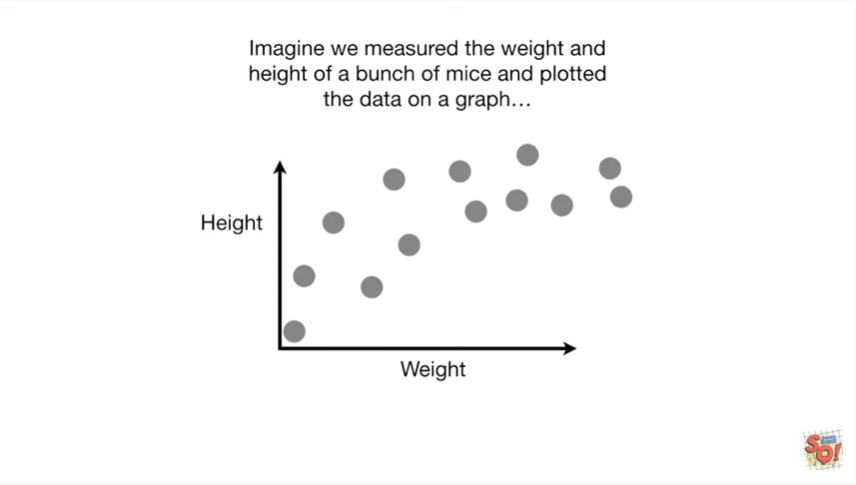 Imagine we measured the weight and
height of a bunch of mice and plotted
the data on a graph…
Height
Weight
SQ!